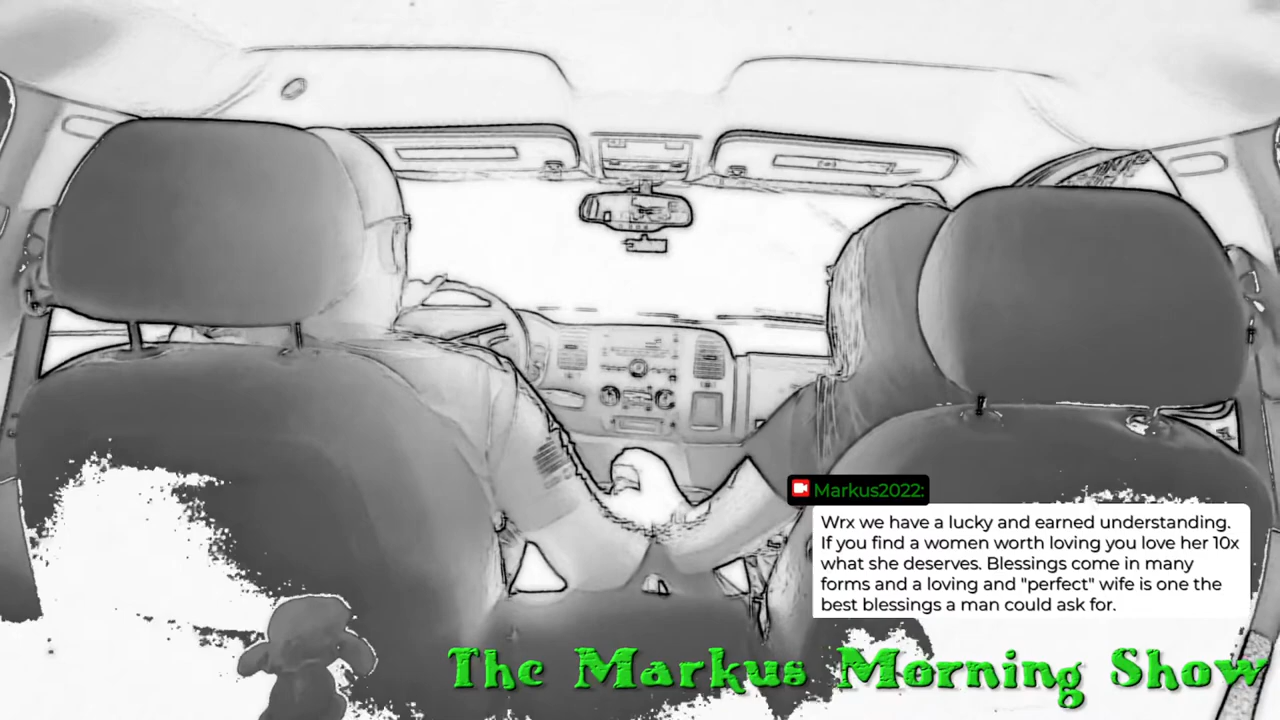 Markus2022:
Wrx we have a lucky and earned understanding.
If you find a women worth loving you love her 10x
what she deserves. Blessings come in many
forms and a loving and "perfect" wife is one the
best blessings a man could ask for.
The Markus Morning Show